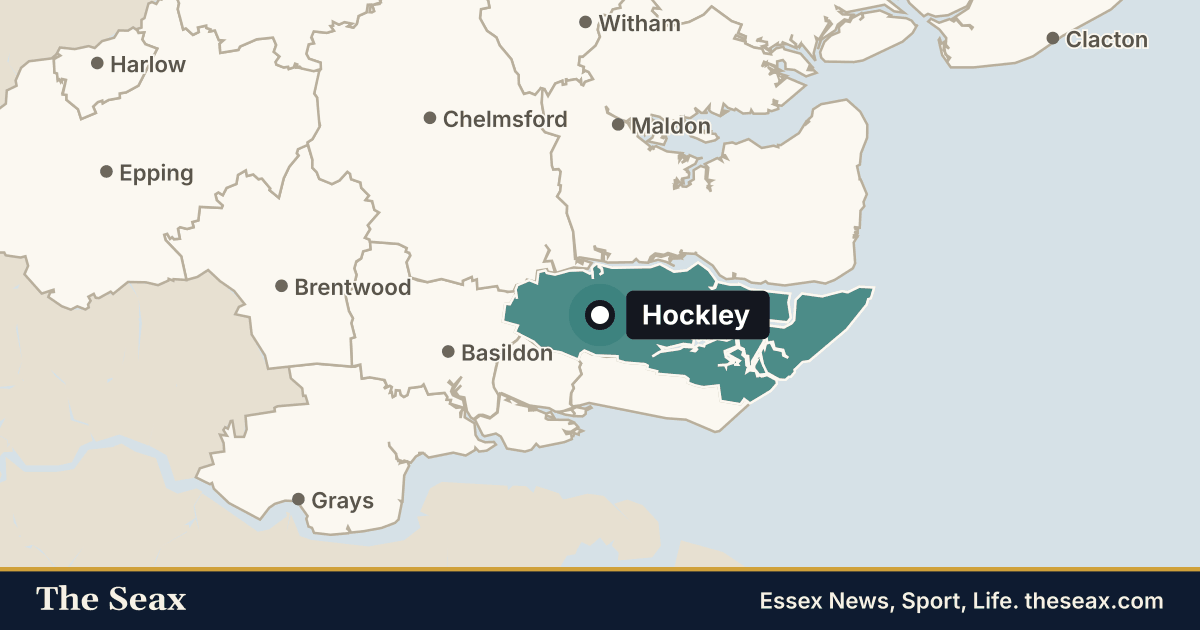 Witham
Clacton
Harlow
Chelmsford
Maldon
Epping
Brentwood
Hockley
Basildon
Grays
The Seax
Essex News, Sport, Life. theseax.com